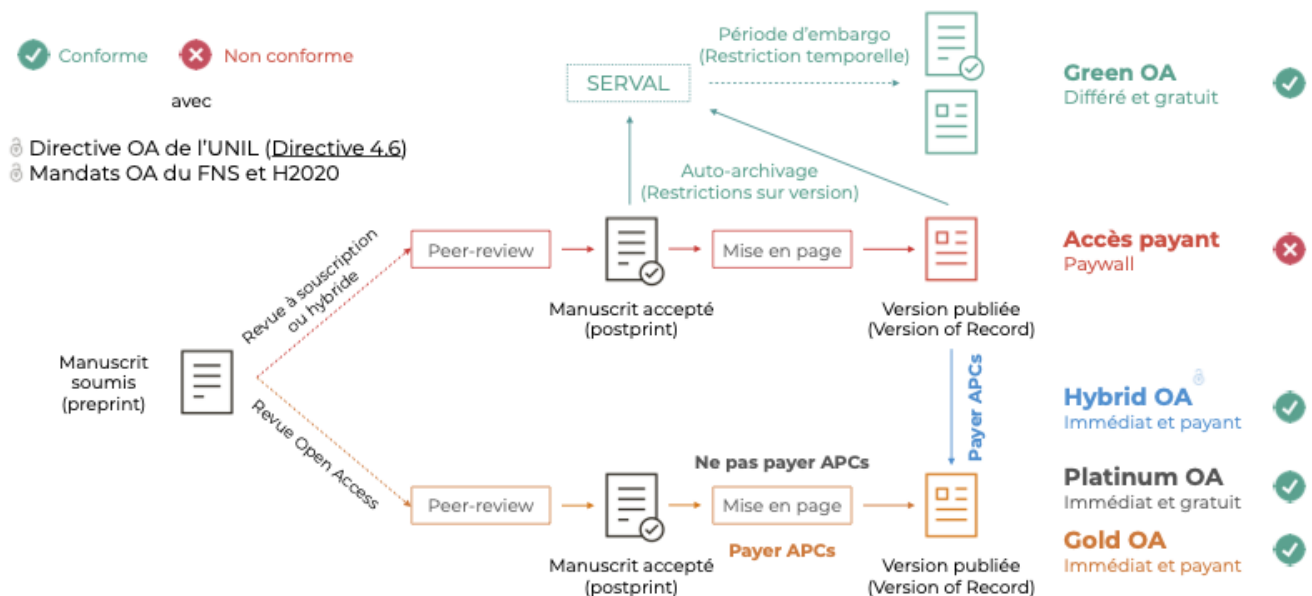 Conforme
Non conforme
avec
Directive OA de l'UNIL (Directive 4.6)
Mandats OA du FNS et H2020
Période d'embargo
(Restriction temporelle)
SERVAL
Auto-archivage
(Restrictions sur version)
Green OA
Différé et gratuit
Revue à souscription
ou hybride
Peer-review
Manuscrit accepté
(postprint)
Mise en page
Version publiée
(Version of Record)
Accès payant
Paywall
Manuscrit
soumis
(preprint)
Payer APCs
Hybrid OA
Immédiat et payant
Revue Open Access
Peer-review
Manuscrit accepté
(postprint)
Ne pas payer APCs
Mise en page
Payer APCs
Version publiée
(Version of Record)
Platinum OA
Immédiat et gratuit
Gold OA
Immédiat et payant